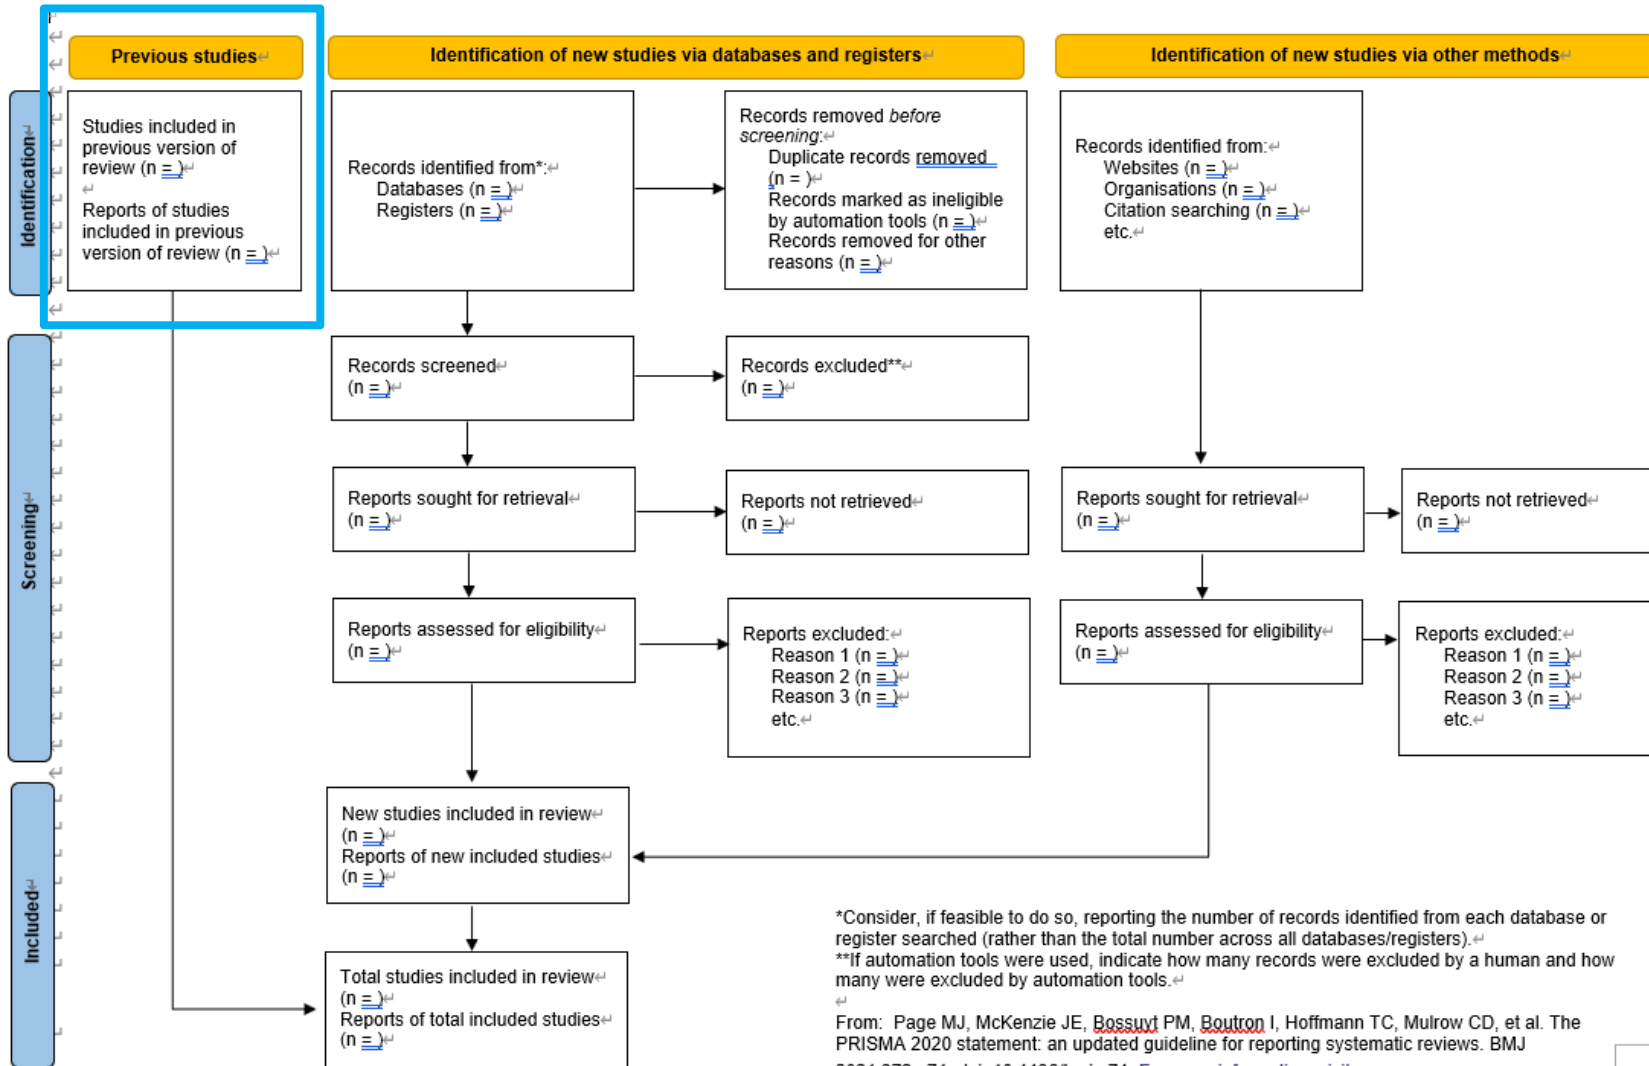 Previous studies
Identification of new studies via databases and registers
Identification of new studies via other methods
Identification
Studies included in
previous version of
review (n = )
Reports of studies
included in previous
version of review (n = )
Records identified from*:
Databases (n = )
Registers (n = )
Records removed before
screening:
Duplicate records removed
(n = )
Records marked as ineligible
by automation tools (n = )
Records removed for other
reasons (n = )
Records identified from:
Websites (n = )
Organisations (n = )
Citation searching (n = )
etc.
Screening
Records screened
(n = )
Records excluded**
(n = )
Reports sought for retrieval
(n = )
Reports not retrieved
(n = )
Reports sought for retrieval
(n = )
Reports not retrieved
(n = )
Reports assessed for eligibility
(n = )
Reports excluded:
Reason 1 (n = )
Reason 2 (n = )
Reason 3 (n = )
etc.
Reports assessed for eligibility
(n = )
Reports excluded:
Reason 1 (n = )
Reason 2 (n = )
Reason 3 (n = )
etc.
Included
New studies included in review
(n = )
Reports of new included studies
(n = )
Total studies included in review
(n = )
Reports of total included studies
(n = )
*Consider, if feasible to do so, reporting the number of records identified from each database or
register searched (rather than the total number across all databases/registers).
**If automation tools were used, indicate how many records were excluded by a human and how
many were excluded by automation tools.
From: Page MJ, McKenzie JE, Bossuyt PM, Boutron I, Hoffmann TC, Mulrow CD, et al. The
PRISMA 2020 statement: an updated guideline for reporting systematic reviews. BMJ